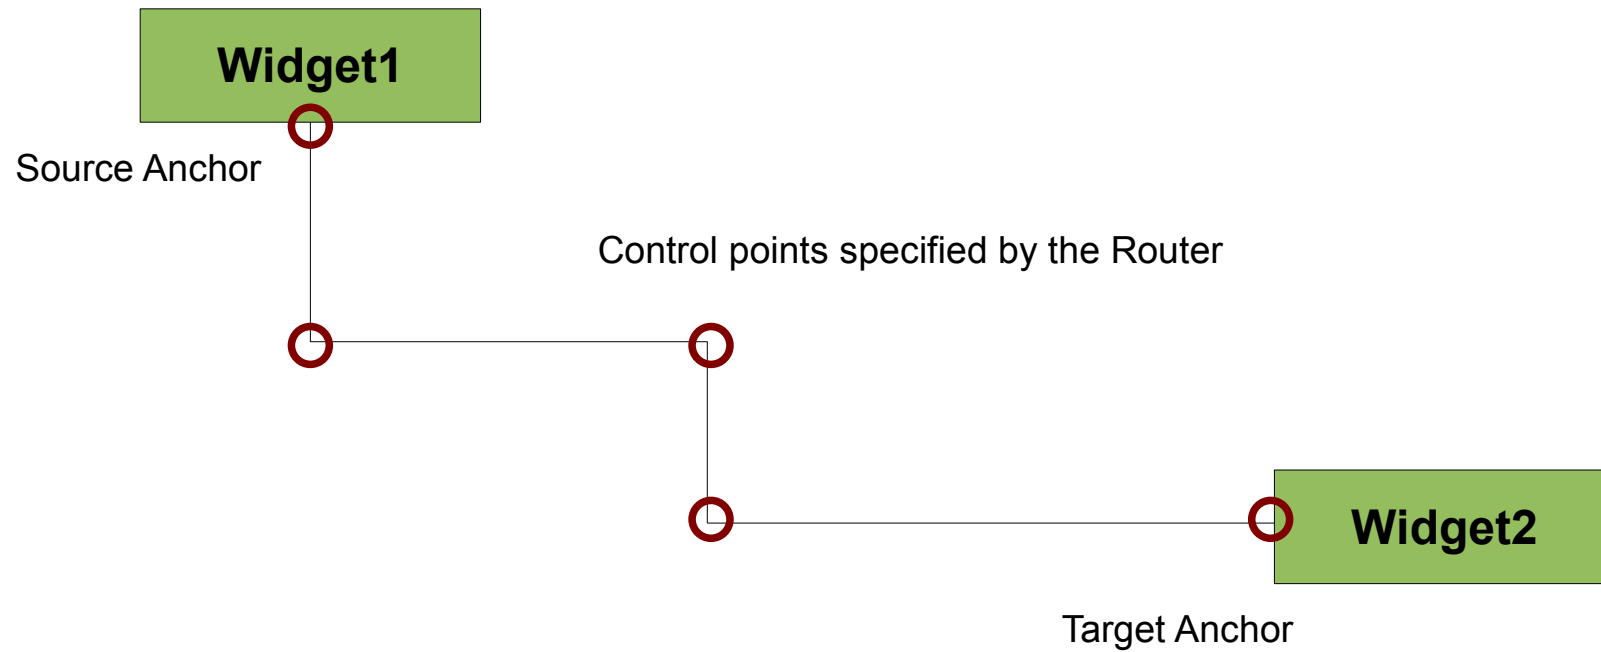 Widget1
Source Anchor
Control points specified by the Router
Widget2
Target Anchor